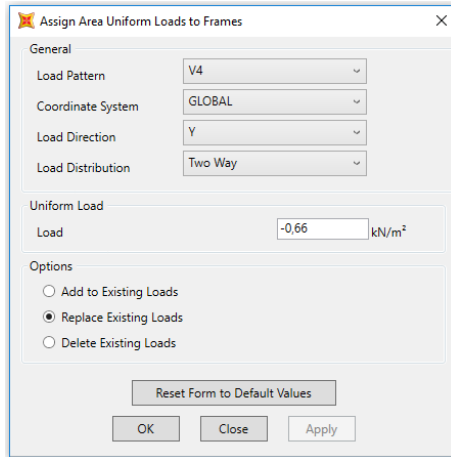 Assign Area Uniform Loads to Frames
General
Load Pattern V4
Coordinate System GLOBAL
Load Direction Y
Load Distribution Two Way
Uniform Load
Load -0,66 kN/m²
Options
Add to Existing Loads
Replace Existing Loads
Delete Existing Loads
Reset Form to Default Values
OK Close Apply